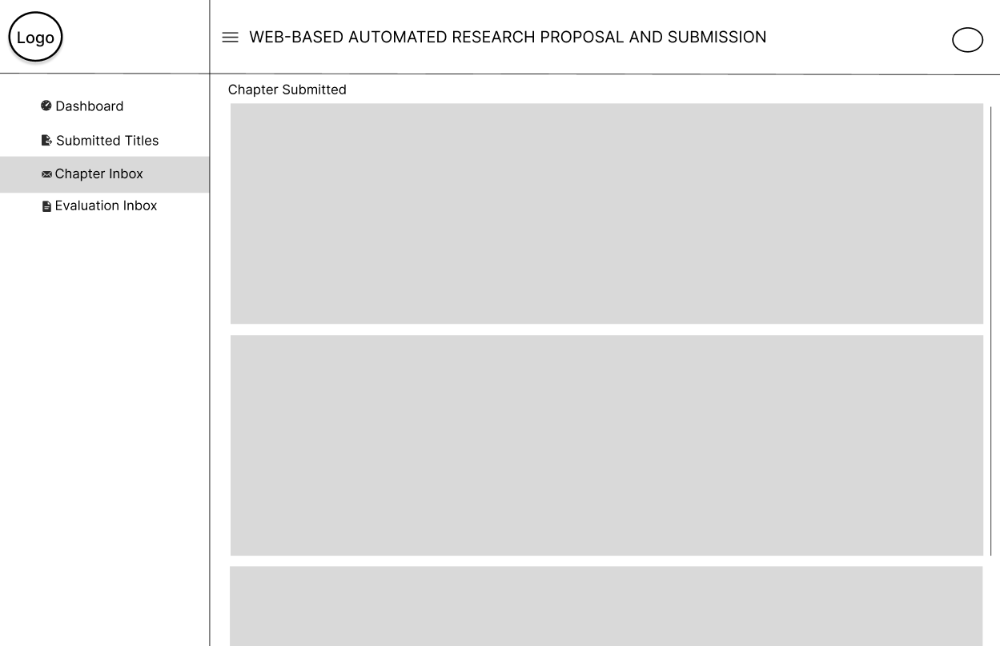 Logo
WEB-BASED AUTOMATED RESEARCH PROPOSAL AND SUBMISSION
Dashboard
Submitted Titles
Chapter Inbox
Evaluation Inbox
Chapter Submitted